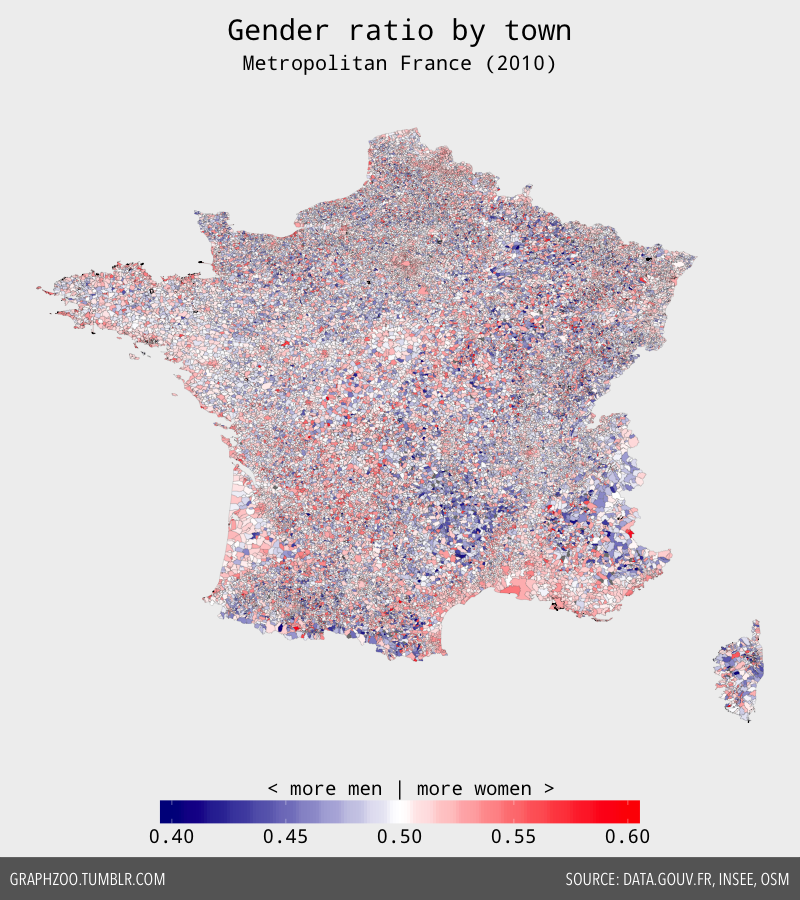 Gender ratio by town
Metropolitan France (2010)
< more men | more women >
0.40 0.45 0.50 0.55 0.60
GRAPHZOO.TUMBLR.COM SOURCE: DATA.GOUV.FR, INSEE, OSM